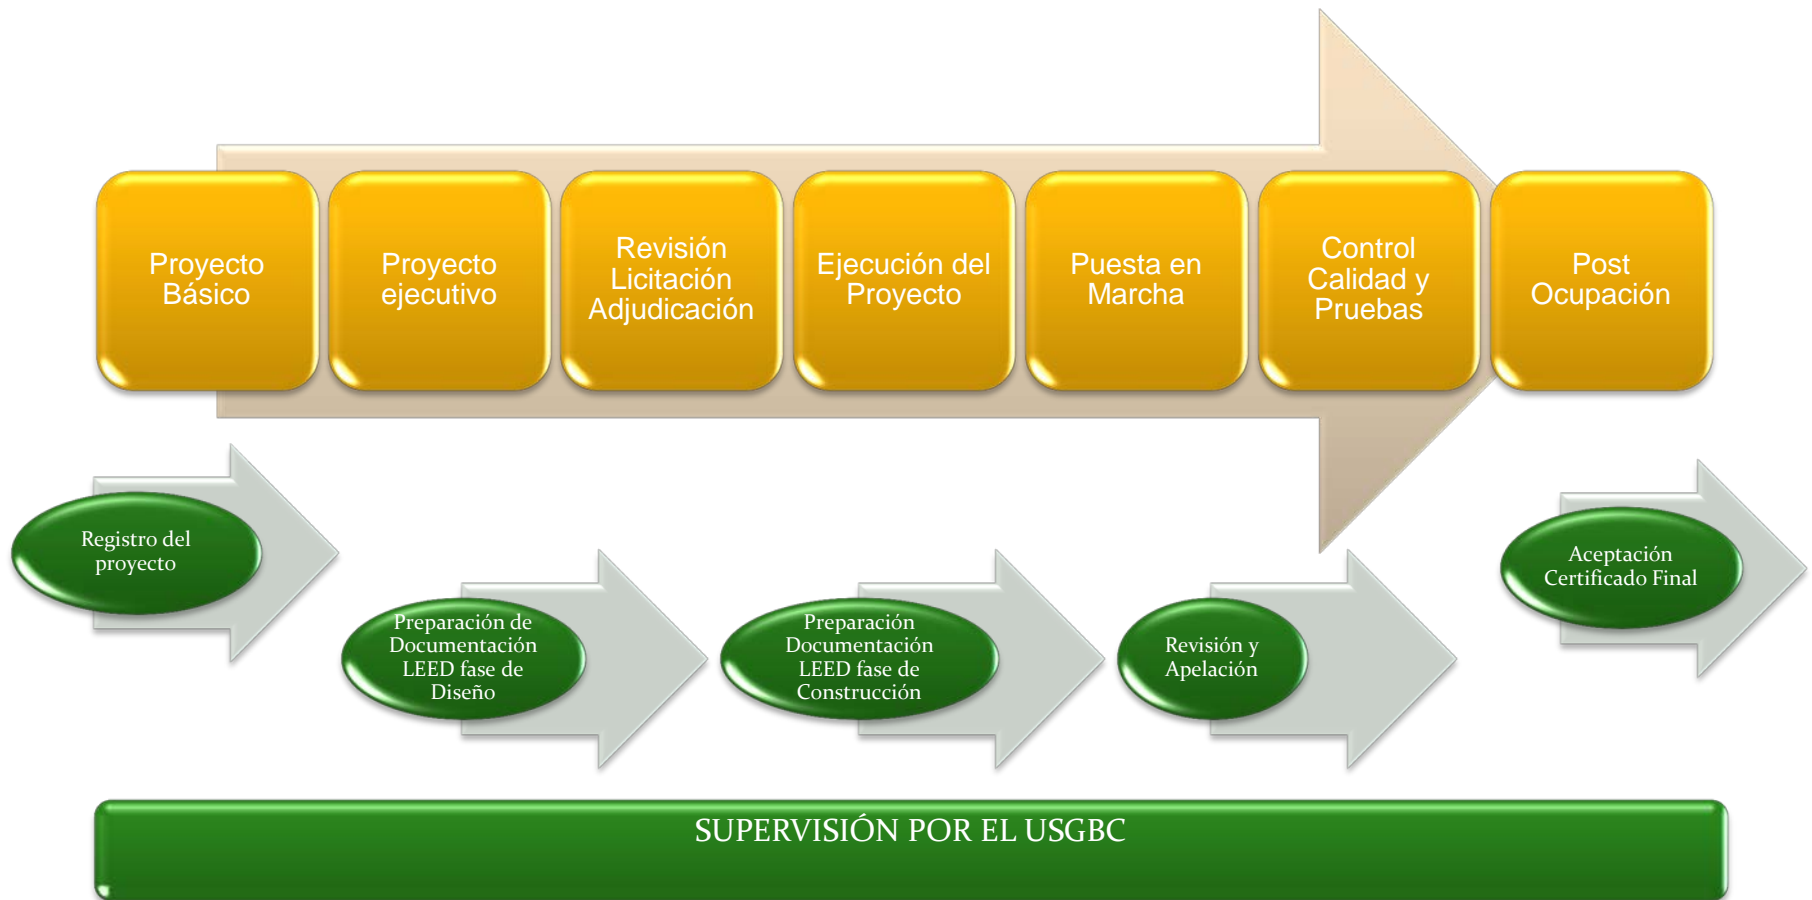 Proyecto
Básico
Proyecto
ejecutivo
Revisión
Licitación
Adjudicación
Ejecución del
Proyecto
Puesta en
Marcha
Control
Calidad y
Pruebas
Post
Ocupación
Registro del
proyecto
Preparación de
Documentación
LEED fase de
Diseño
Preparación
Documentación
LEED fase de
Construcción
Revisión y
Apelación
Aceptación
Certificado Final
SUPERVISIÓN POR EL USGBC